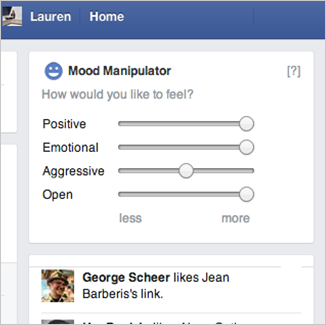 Lauren Home
Mood Manipulator [?]
How would you like to feel?
Positive
Emotional
Aggressive
Open
less more
George Scheer likes Jean
Barberis's link.